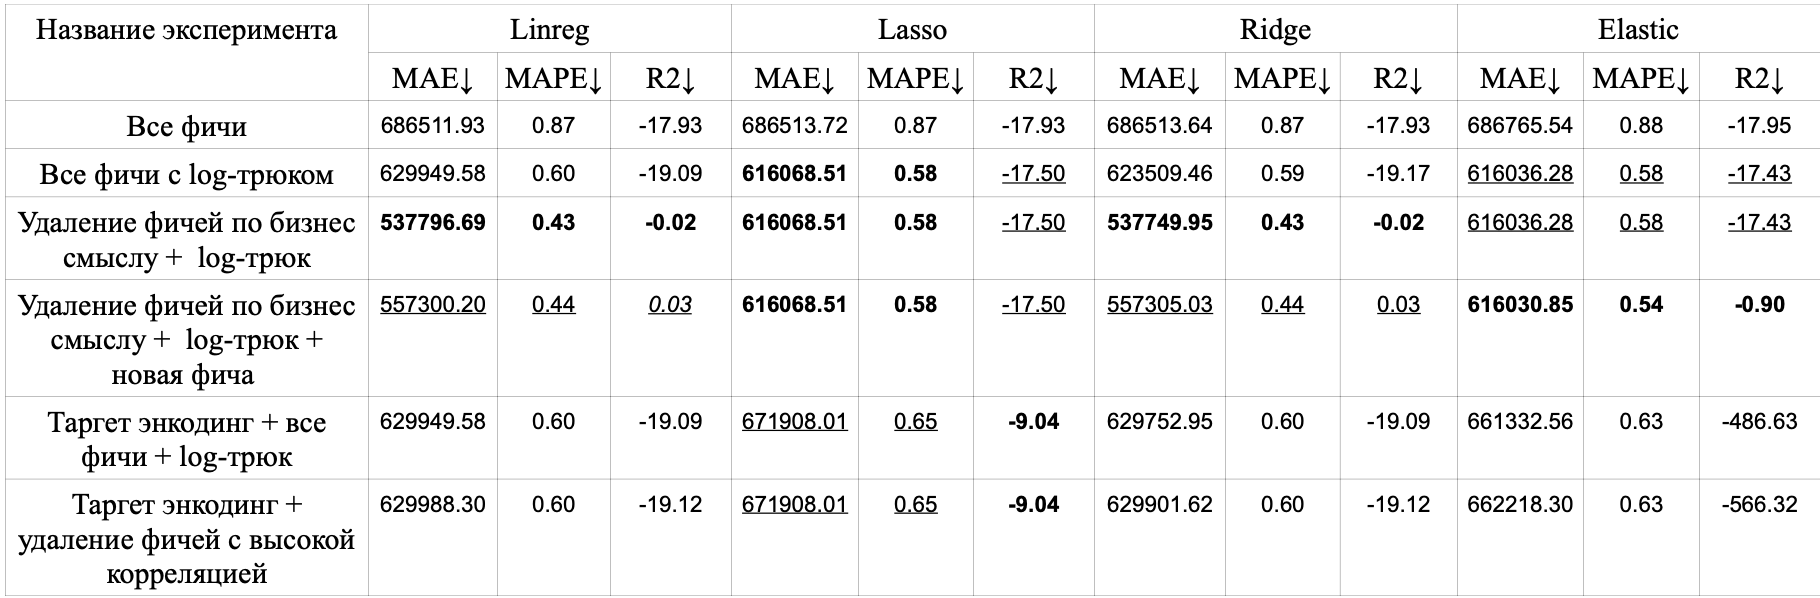 Название эксперимента Linreg Lasso Ridge Elastic
MAE↓ MAPE↓ R2↓ MAE↓ MAPE↓ R2↓ MAE↓ MAPE↓ R2↓ MAE↓ MAPE↓ R2↓
Все фичи 686511.93 0.87 -17.93 686513.72 0.87 -17.93 686513.64 0.87 -17.93 686765.54 0.88 -17.95
Все фичи с log-трюком 629949.58 0.60 -19.09 616068.51 0.58 -17.50 623509.46 0.59 -19.17 616036.28 0.58 -17.43
Удаление фичей по бизнес 537796.69 0.43 -0.02 616068.51 0.58 -17.50 537749.95 0.43 -0.02 616036.28 0.58 -17.43
смыслу + log-трюк
Удаление фичей по бизнес 557300.20 0.44 0.03 616068.51 0.58 -17.50 557305.03 0.44 0.03 616030.85 0.54 -0.90
смыслу + log-трюк +
новая фича
Таргет энкодинг + все 629949.58 0.60 -19.09 671908.01 0.65 -9.04 629752.95 0.60 -19.09 661332.56 0.63 -486.63
фичи + log-трюк
Таргет энкодинг + 629988.30 0.60 -19.12 671908.01 0.65 -9.04 629901.62 0.60 -19.12 662218.30 0.63 -566.32
удаление фичей с высокой
корреляцией